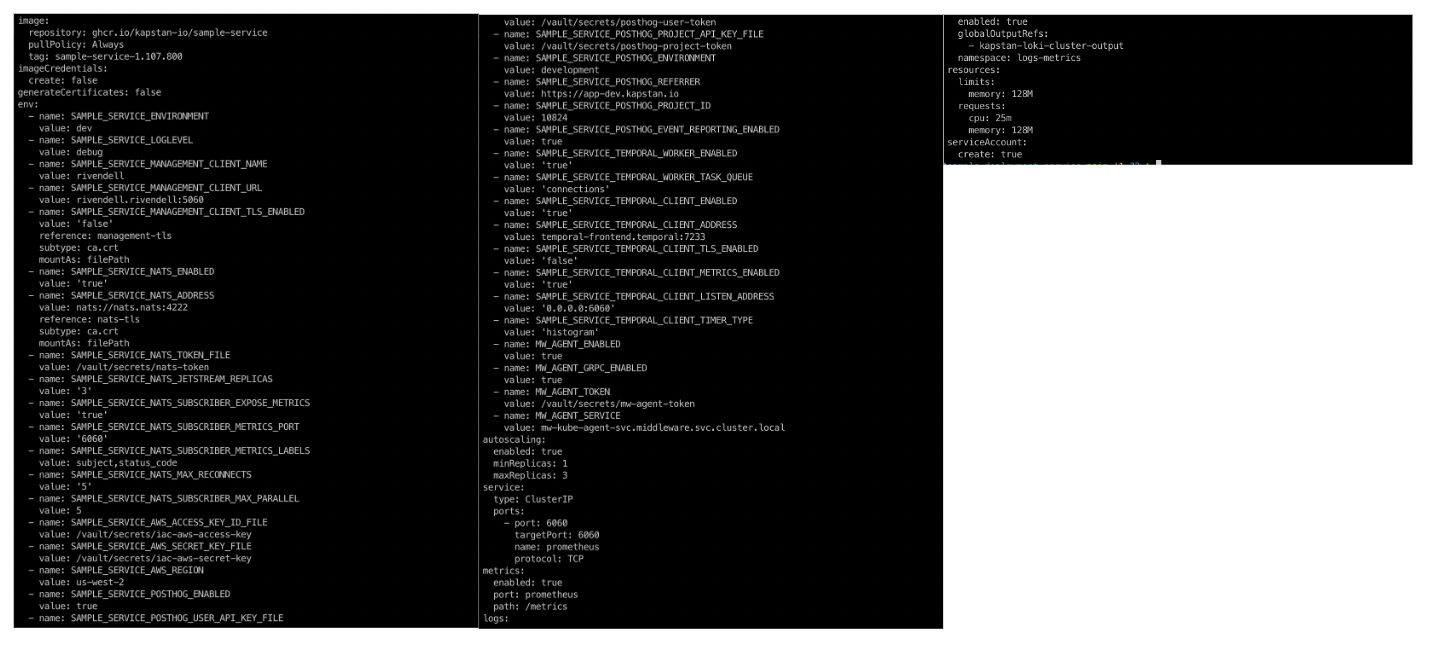 image:
  repository: ghcr.io/kapstan-io/sample-service
  pullPolicy: Always
  tag: sample-service-1.107.800
imageCredentials:
  create: false
generateCertificates: false
env:
  - name: SAMPLE_SERVICE_ENVIRONMENT
    value: dev
  - name: SAMPLE_SERVICE_LOGLEVEL
    value: debug
  - name: SAMPLE_SERVICE_MANAGEMENT_CLIENT_NAME
    value: rivendell
  - name: SAMPLE_SERVICE_MANAGEMENT_CLIENT_URL
    value: rivendell.rivendell:5060
  - name: SAMPLE_SERVICE_MANAGEMENT_CLIENT_TLS_ENABLED
    value: 'false'
    reference: management-tls
    subtype: ca.crt
    mountAs: filePath
  - name: SAMPLE_SERVICE_NATS_ENABLED
    value: 'true'
  - name: SAMPLE_SERVICE_NATS_ADDRESS
    value: nats://nats.nats:4222
    reference: nats-tls
    subtype: ca.crt
    mountAs: filePath
  - name: SAMPLE_SERVICE_NATS_TOKEN_FILE
    value: /vault/secrets/nats-token
  - name: SAMPLE_SERVICE_NATS_JETSTREAM_REPLICAS
    value: '3'
  - name: SAMPLE_SERVICE_NATS_SUBSCRIBER_EXPOSE_METRICS
    value: 'true'
  - name: SAMPLE_SERVICE_NATS_SUBSCRIBER_METRICS_PORT
    value: '6060'
  - name: SAMPLE_SERVICE_NATS_SUBSCRIBER_METRICS_LABELS
    value: subject,status_code
  - name: SAMPLE_SERVICE_NATS_MAX_RECONNECTS
    value: '5'
  - name: SAMPLE_SERVICE_NATS_SUBSCRIBER_MAX_PARALLEL
    value: 5
  - name: SAMPLE_SERVICE_AWS_ACCESS_KEY_ID_FILE
    value: /vault/secrets/iac-aws-access-key
  - name: SAMPLE_SERVICE_AWS_SECRET_KEY_FILE
    value: /vault/secrets/iac-aws-secret-key
  - name: SAMPLE_SERVICE_AWS_REGION
    value: us-west-2
  - name: SAMPLE_SERVICE_POSTHOG_ENABLED
    value: true
  - name: SAMPLE_SERVICE_POSTHOG_USER_API_KEY_FILE
    value: /vault/secrets/posthog-user-token
  - name: SAMPLE_SERVICE_POSTHOG_PROJECT_API_KEY_FILE
    value: /vault/secrets/posthog-project-token
  - name: SAMPLE_SERVICE_POSTHOG_ENVIRONMENT
    value: development
  - name: SAMPLE_SERVICE_POSTHOG_REFERRER
    value: https://app-dev.kapstan.io
  - name: SAMPLE_SERVICE_POSTHOG_PROJECT_ID
    value: 10824
  - name: SAMPLE_SERVICE_POSTHOG_EVENT_REPORTING_ENABLED
    value: true
  - name: SAMPLE_SERVICE_TEMPORAL_WORKER_ENABLED
    value: 'true'
  - name: SAMPLE_SERVICE_TEMPORAL_WORKER_TASK_QUEUE
    value: 'connections'
  - name: SAMPLE_SERVICE_TEMPORAL_CLIENT_ENABLED
    value: 'true'
  - name: SAMPLE_SERVICE_TEMPORAL_CLIENT_ADDRESS
    value: temporal-frontend.temporal:7233
  - name: SAMPLE_SERVICE_TEMPORAL_CLIENT_TLS_ENABLED
    value: 'false'
  - name: SAMPLE_SERVICE_TEMPORAL_CLIENT_METRICS_ENABLED
    value: 'true'
  - name: SAMPLE_SERVICE_TEMPORAL_CLIENT_LISTEN_ADDRESS
    value: '0.0.0.0:6060'
  - name: SAMPLE_SERVICE_TEMPORAL_CLIENT_TIMER_TYPE
    value: 'histogram'
  - name: MW_AGENT_ENABLED
    value: true
  - name: MW_AGENT_GRPC_ENABLED
    value: true
  - name: MW_AGENT_TOKEN
    value: /vault/secrets/mw-agent-token
  - name: MW_AGENT_SERVICE
    value: mw-kube-agent-svc.middleware.svc.cluster.local
autoscaling:
  enabled: true
  minReplicas: 1
  maxReplicas: 3
service:
  type: ClusterIP
  ports:
    - port: 6060
      targetPort: 6060
      name: prometheus
      protocol: TCP
metrics:
  enabled: true
  port: prometheus
  path: /metrics
logs:
  enabled: true
  globalOutputRefs:
    - kapstan-loki-cluster-output
  namespace: logs-metrics
resources:
  limits:
    memory: 128M
  requests:
    cpu: 25m
    memory: 128M
serviceAccount:
  create: true